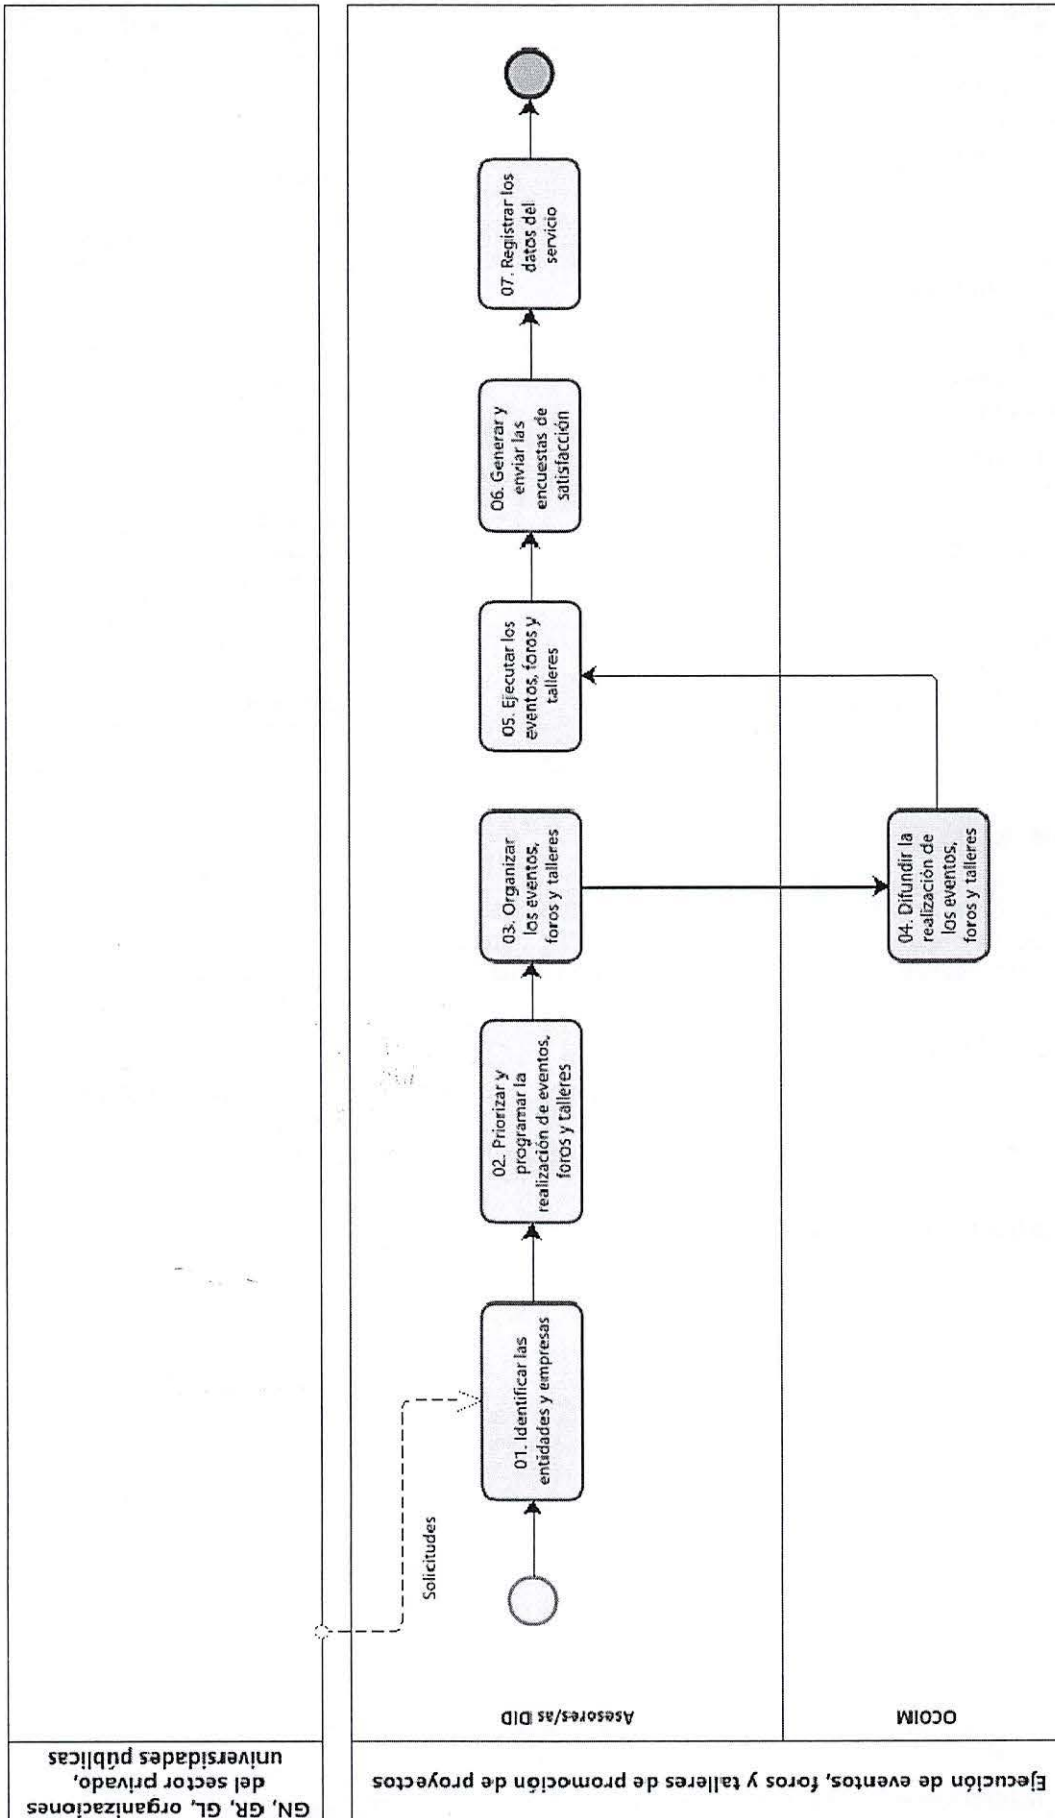 GN, GR, GL, organizaciones
del sector privado,
universidades públicas
Ejecución de eventos, foros y talleres de promoción de proyectos
Asesores/as DID
OCOIM
Solicitudes
01. Identificar las
entidades y empresas
02. Priorizar y
programar la
realización de eventos,
foros y talleres
03. Organizar
los eventos,
foros y talleres
04. Difundir la
realización de
los eventos,
foros y talleres
05. Ejecutar los
eventos, foros y
talleres
06. Generar y
enviar las
encuestas de
satisfacción
07. Registrar los
datos del
servicio